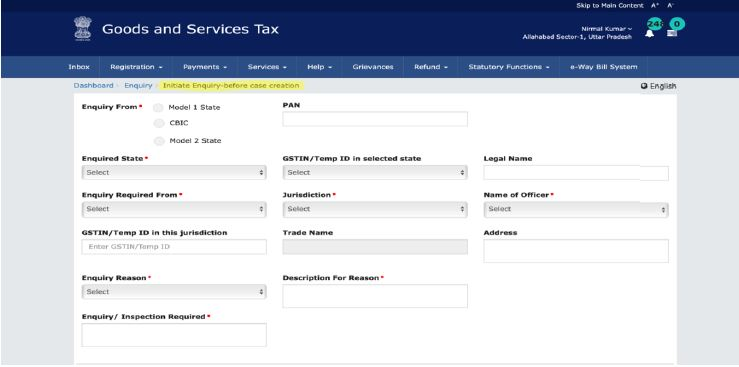 Skip to Main Content A+ A-
Goods and Services Tax
Nirmal Kumar
Allahabad Sector-1, Uttar Pradesh
248 0
Inbox Registration Payments Services Help Grievances Refund Statutory Functions e-Way Bill System
Dashboard > Enquiry > Initiate Enquiry-before case creation
English
Enquiry From • Model 1 State PAN
CBIC
Model 2 State
Enquired State • GSTIN/Temp ID in selected state Legal Name
Select Select
Enquiry Required From • Jurisdiction • Name of Officer •
Select Select Select
GSTIN/Temp ID in this jurisdiction Trade Name Address
Enter GSTIN/Temp ID
Enquiry Reason • Description For Reason •
Select
Enquiry/ Inspection Required •